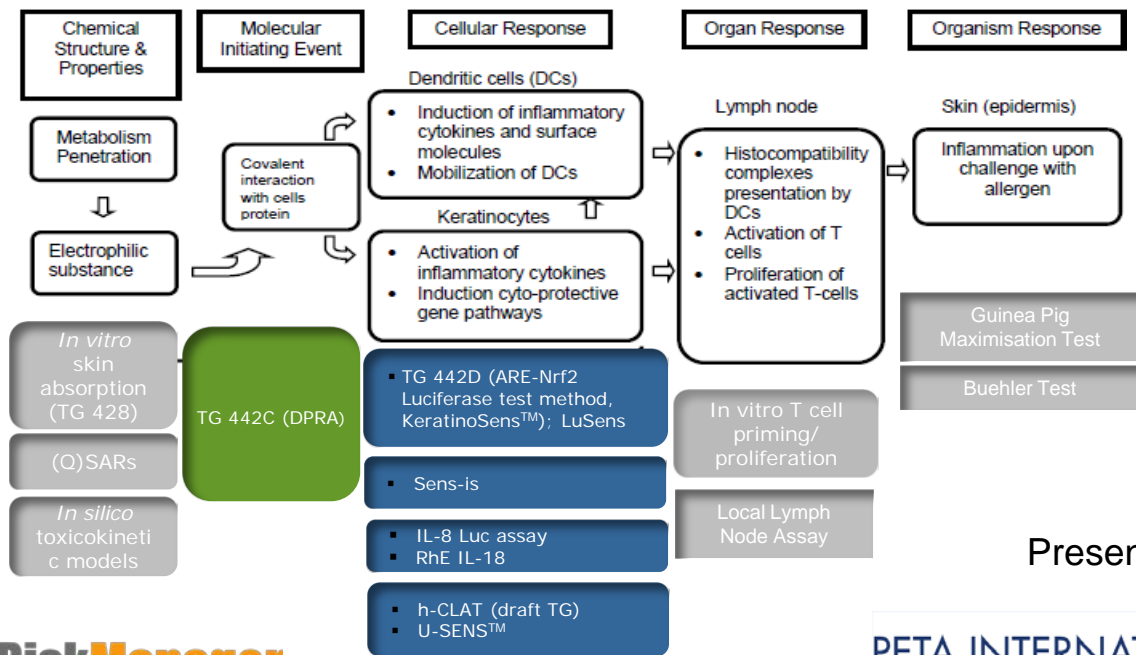 Chemical
Structure &
Properties
Molecular
Initiating Event
Cellular Response
Organ Response
Organism Response
Metabolism
Penetration
Electrophilic
substance
Covalent
interaction
with cells
protein
Dendritic cells (DCs)
• Induction of inflammatory
cytokines and surface
molecules
• Mobilization of DCs
Keratinocytes
• Activation of
inflammatory cytokines
• Induction cyto-protective
gene pathways
Lymph node
• Histocompatibility
complexes
presentation by
DCs
• Activation of T
cells
• Proliferation of
activated T-cells
Skin (epidermis)
Inflammation upon
challenge with
allergen
In vitro
skin
absorption
(TG 428)
(Q)SARs
In silico
toxicokineti
c models
TG 442C (DPRA)
▪ TG 442D (ARE-Nrf2
Luciferase test method,
KeratinoSens™); LuSens
▪ Sens-is
▪ IL-8 Luc assay
▪ RhE IL-18
▪ h-CLAT (draft TG)
▪ U-SENS™
In vitro T cell
priming/
proliferation
Local Lymph
Node Assay
Guinea Pig
Maximisation Test
Buehler Test
Presen
RiskManager
PETA INTERNAT